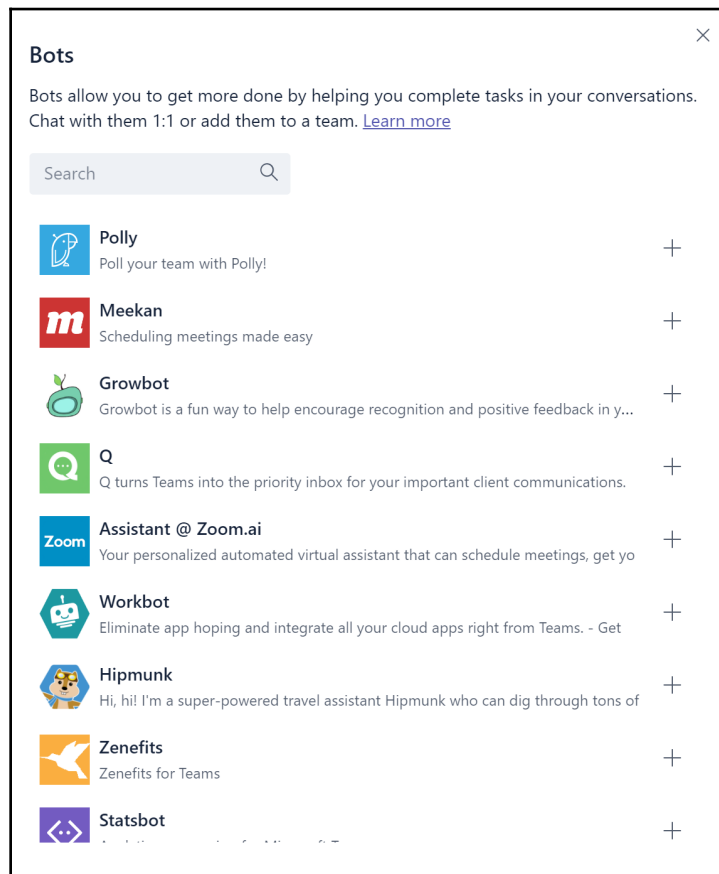 Bots
Bots allow you to get more done by helping you complete tasks in your conversations.
Chat with them 1:1 or add them to a team. Learn more
Search
Polly
Poll your team with Polly!
m
Meekan
Scheduling meetings made easy
Growbot
Growbot is a fun way to help encourage recognition and positive feedback in y...
Q
Q turns Teams into the priority inbox for your important client communications.
Zoom
Assistant @ Zoom.ai
Your personalized automated virtual assistant that can schedule meetings, get yo
Workbot
Eliminate app hoping and integrate all your cloud apps right from Teams. - Get
Hipmunk
Hi, hi! I'm a super-powered travel assistant Hipmunk who can dig through tons of
Zenefits
Zenefits for Teams
Statsbot